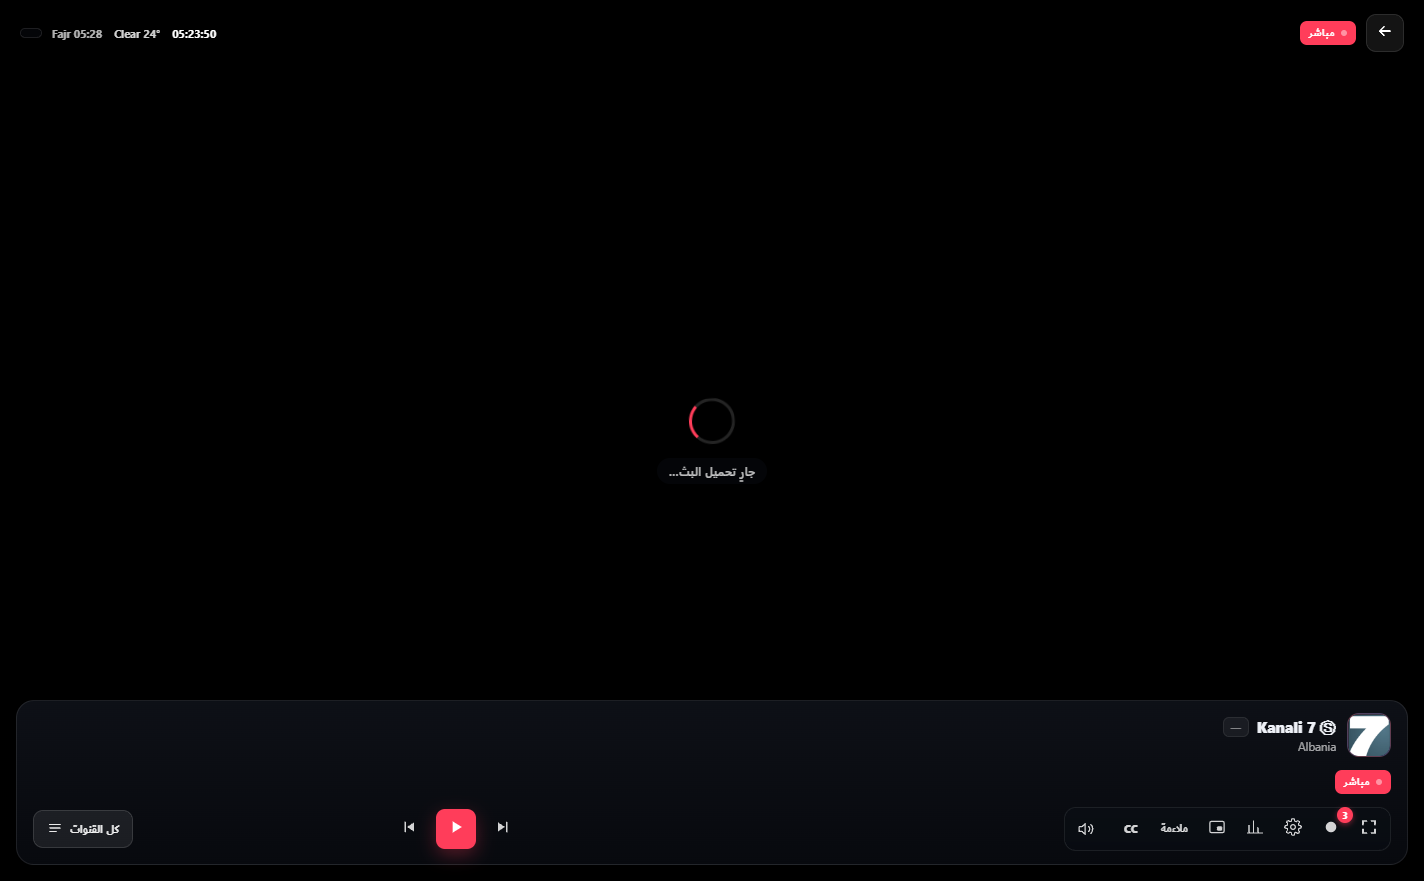 Fajr 05:28 Clear 24° 05:23:50
مباشر
جارٍ تحميل البث...
7
Kanali 7 Ⓢ —
Albania
مباشر
كل القنوات
CC ملاءمة 3